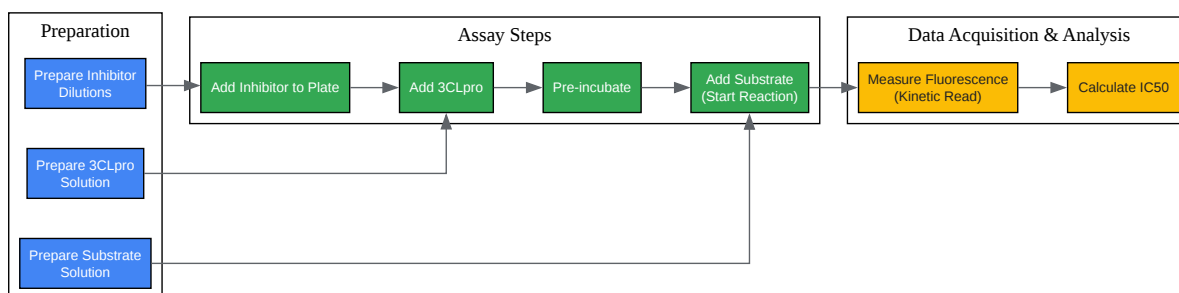 Preparation
Prepare Inhibitor
Dilutions
Prepare 3CLpro
Solution
Prepare Substrate
Solution
Assay Steps
Add Inhibitor to Plate
Add 3CLpro
Pre-incubate
Add Substrate
(Start Reaction)
Data Acquisition & Analysis
Measure Fluorescence
(Kinetic Read)
Calculate IC50